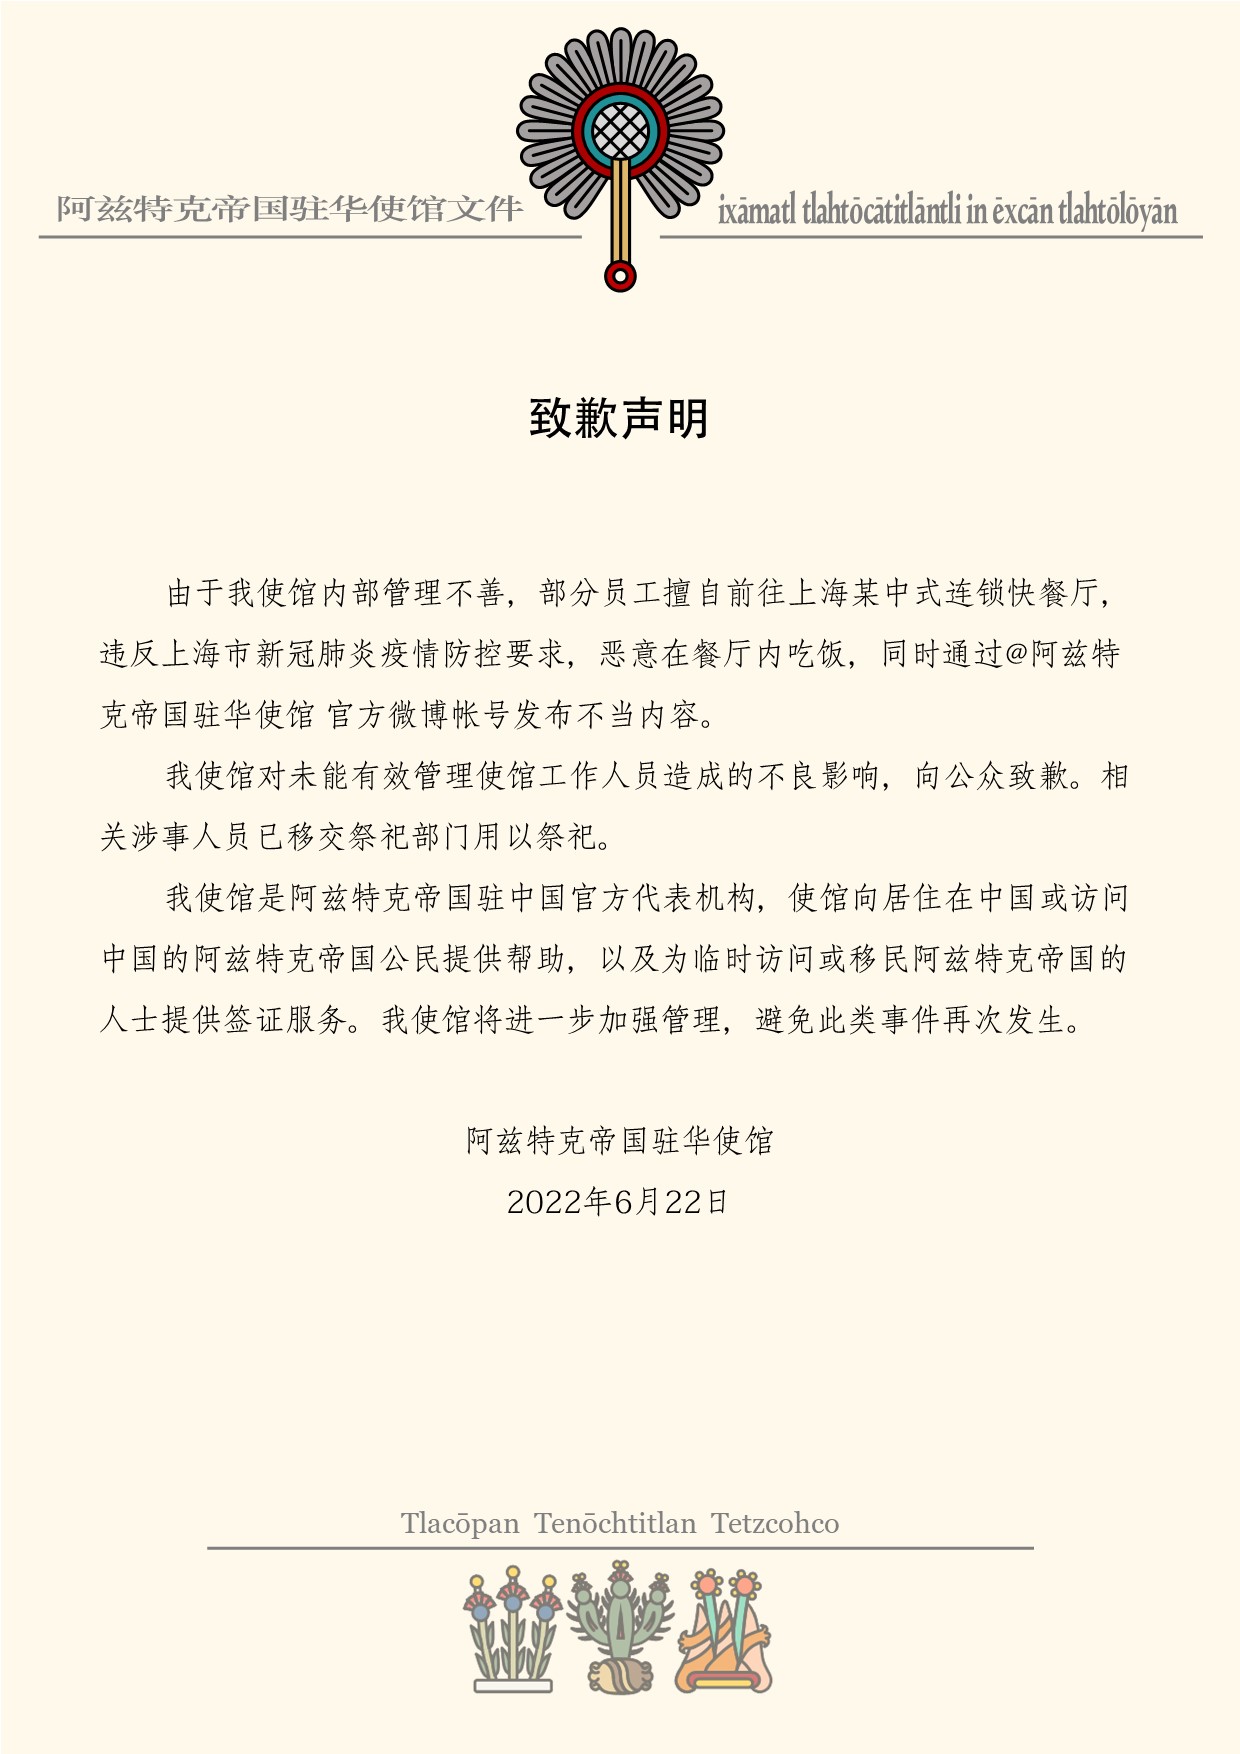 阿兹特克帝国驻华使馆文件
ixāmatl tlahtōcātitlāntli in ēxcān tlahtōlōyān
致歉声明
由于我使馆内部管理不善，部分员工擅自前往上海某中式连锁快餐厅，
违反上海市新冠肺炎疫情防控要求，恶意在餐厅内吃饭，同时通过@阿兹特
克帝国驻华使馆 官方微博帐号发布不当内容。
我使馆对未能有效管理使馆工作人员造成的不良影响，向公众致歉。相
关涉事人员已移交祭祀部门用以祭祀。
我使馆是阿兹特克帝国驻中国官方代表机构，使馆向居住在中国或访问
中国的阿兹特克帝国公民提供帮助，以及为临时访问或移民阿兹特克帝国的
人士提供签证服务。我使馆将进一步加强管理，避免此类事件再次发生。
阿兹特克帝国驻华使馆
2022年6月22日
Tlacōpan Tenōchtitlan Tetzcohco